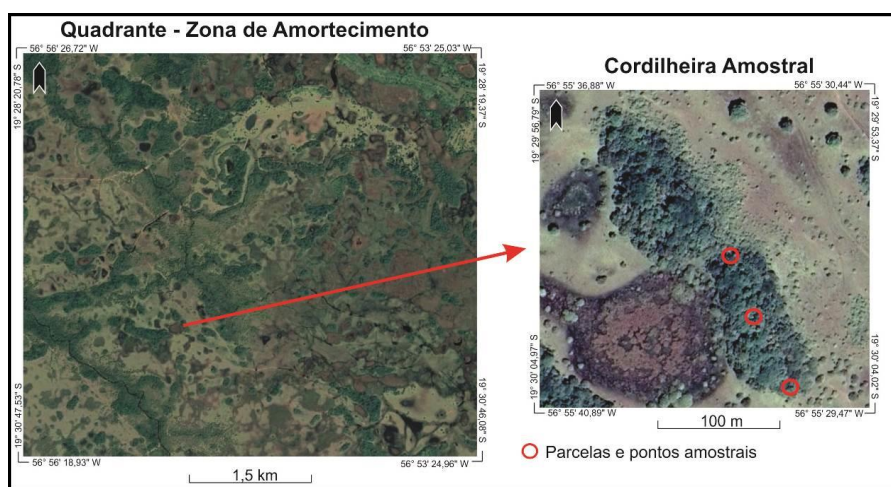 Quadrante - Zona de Amortecimento
56° 56' 26,72" W
56° 53' 25,03" W
19° 28' 20,78" S
19° 28' 19,37" S
19° 30' 47,53" S
19° 30' 46,08" S
56° 56' 18,93" W
56° 53' 24,96" W
1,5 km
Cordilheira Amostral
56° 55' 36,88" W
56° 55' 30,44" W
19° 29' 56,79" S
19° 29' 53,37" S
19° 30' 04,97" S
19° 30' 04,02" S
56° 55' 40,89" W
56° 55' 29,47" W
100 m
Parcelas e pontos amostrais